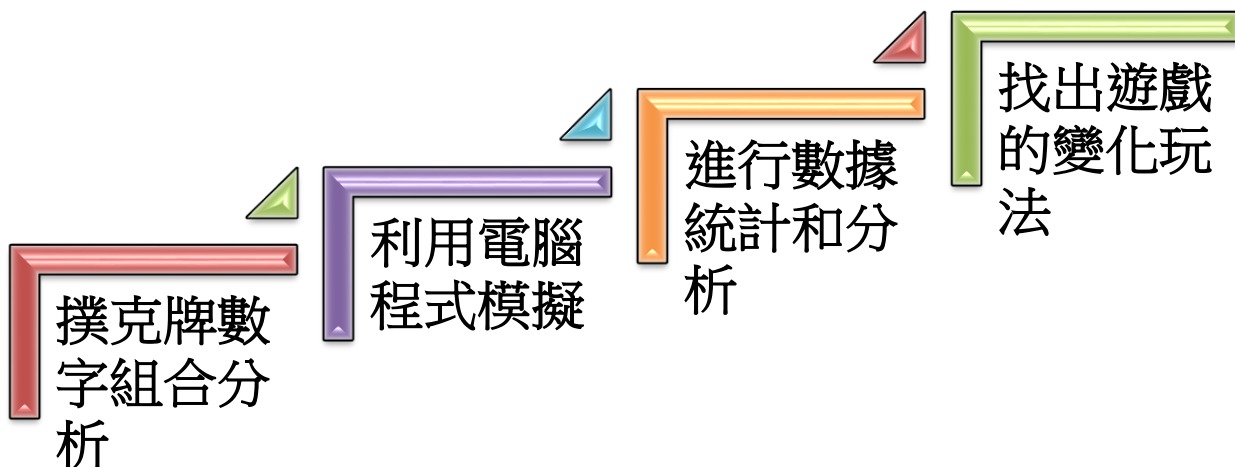 撲克牌數
字組合分
析
利用電腦
程式模擬
進行數據
統計和分
析
找出遊戲
的變化玩
法